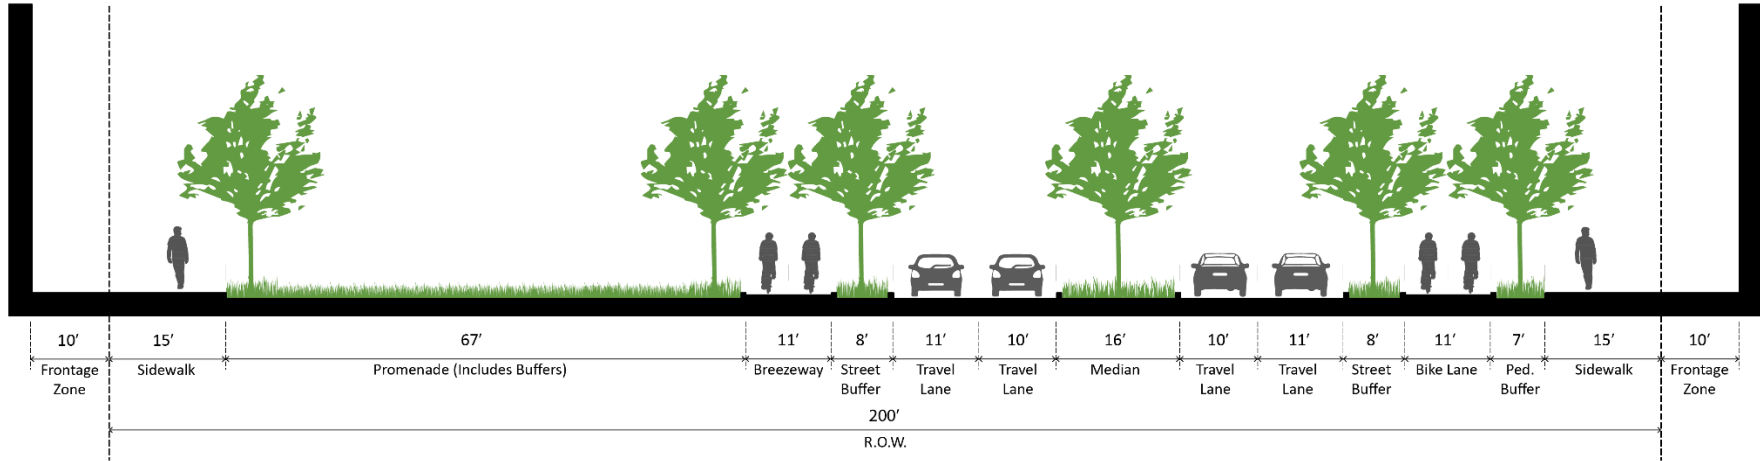 10′ 15′ 67′ 11′ 8′ 11′ 10′ 16′ 10′ 11′ 8′ 11′ 7′ 15′ 10′
Frontage Sidewalk Promenade (Includes Buffers) Breezeway Street Travel Travel Median Travel Travel Street Bike Lane Ped. Sidewalk Frontage
Zone Buffer Lane Lane Lane Lane Buffer Buffer Zone
200′
R.O.W.